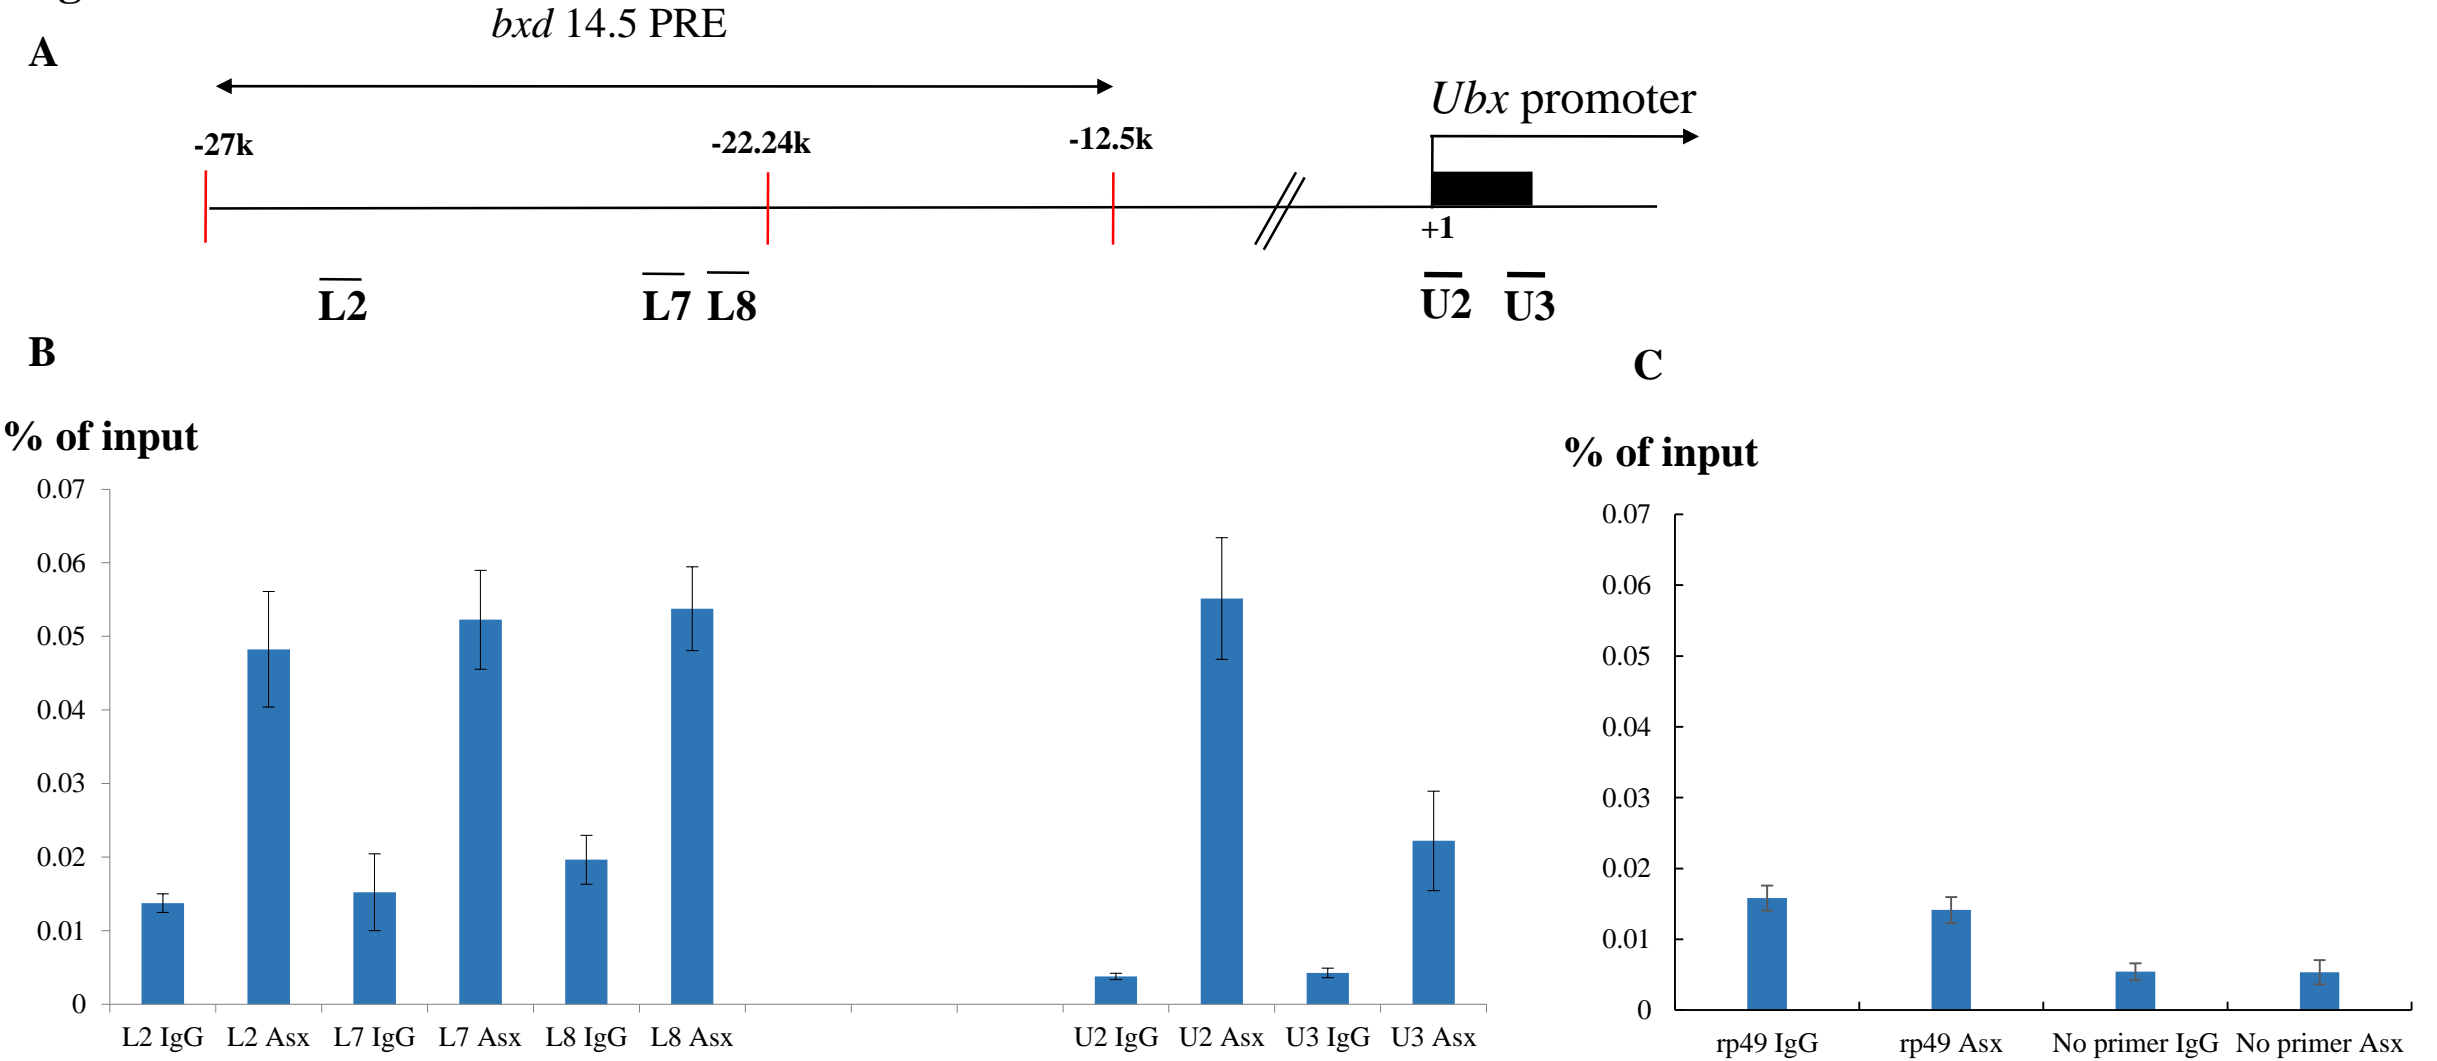 bxd 14.5 PRE
A
Ubx promoter
-27k
-22.24k
-12.5k
+1
L2
L7
L8
U2
U3
B
C
% of input
0.07
0.06
0.05
0.04
0.03
0.02
0.01
0
L2 IgG
L2 Asx
L7 IgG
L7 Asx
L8 IgG
L8 Asx
U2 IgG
U2 Asx
U3 IgG
U3 Asx
% of input
0.07
0.06
0.05
0.04
0.03
0.02
0.01
0
rp49 IgG
rp49 Asx
No primer IgG
No primer Asx